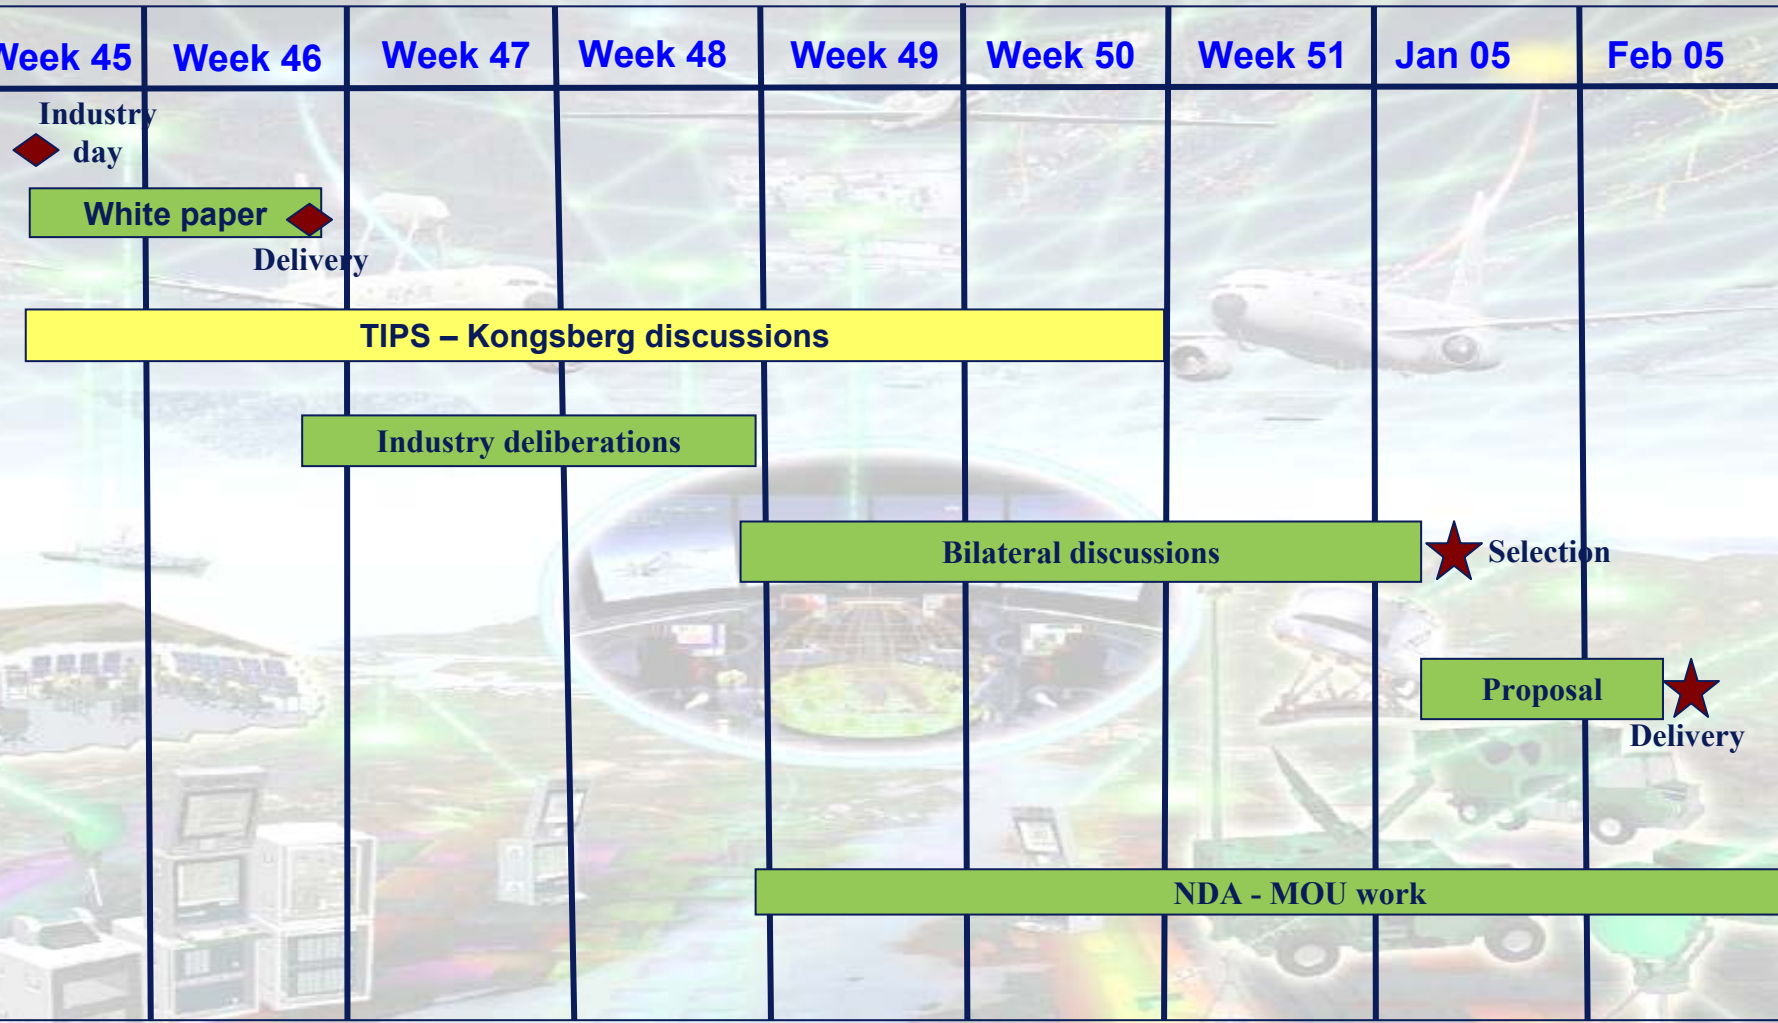 Week 45 Week 46 Week 47 Week 48 Week 49 Week 50 Week 51 Jan 05 Feb 05
Industry
day
White paper
Delivery
TIPS – Kongsberg discussions
Industry deliberations
Bilateral discussions
Selection
Proposal
Delivery
NDA - MOU work